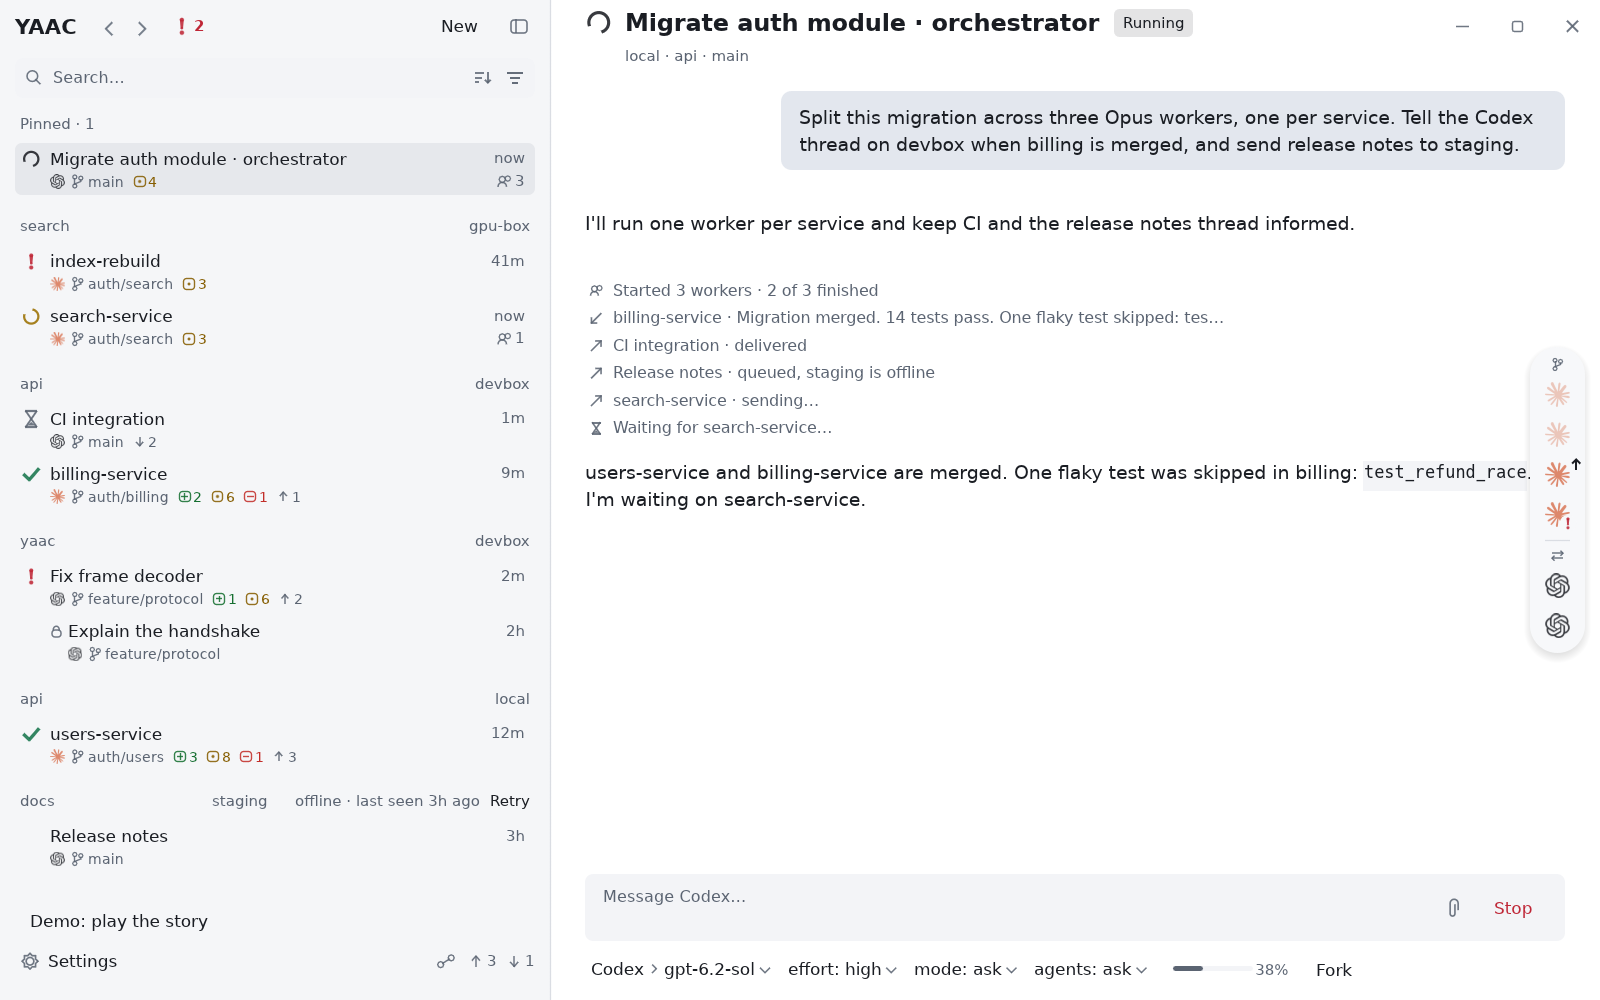 YAAC
2
New
Search…
Pinned · 1
Migrate auth module · orchestrator
now
main
4
3
search
gpu-box
index-rebuild
41m
auth/search
3
search-service
now
auth/search
3
1
api
devbox
CI integration
1m
main
2
billing-service
9m
auth/billing
2
6
1
1
yaac
devbox
Fix frame decoder
2m
feature/protocol
1
6
2
Explain the handshake
2h
feature/protocol
api
local
users-service
12m
auth/users
3
8
1
3
docs
staging
offline · last seen 3h ago
Retry
Release notes
3h
main
Demo: play the story
Settings
3
1
Migrate auth module · orchestrator
Running
local · api · main
Split this migration across three Opus workers, one per service. Tell the Codex
thread on devbox when billing is merged, and send release notes to staging.
I'll run one worker per service and keep CI and the release notes thread informed.
Started 3 workers · 2 of 3 finished
billing-service · Migration merged. 14 tests pass. One flaky test skipped: tes…
CI integration · delivered
Release notes · queued, staging is offline
search-service · sending…
Waiting for search-service…
users-service and billing-service are merged. One flaky test was skipped in billing: test_refund_race.
I'm waiting on search-service.
Message Codex…
Stop
Codex
gpt-6.2-sol
effort: high
mode: ask
agents: ask
38%
Fork